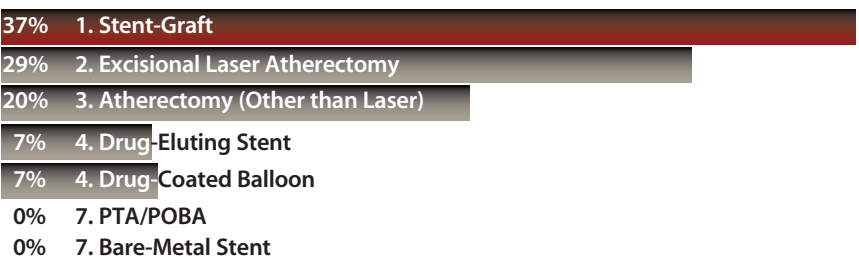 37% 1. Stent-Graft
29% 2. Excisional Laser Atherectomy
20% 3. Atherectomy (Other than Laser)
7% 4. Drug-Eluting Stent
7% 4. Drug-Coated Balloon
0% 7. PTA/POBA
0% 7. Bare-Metal Stent